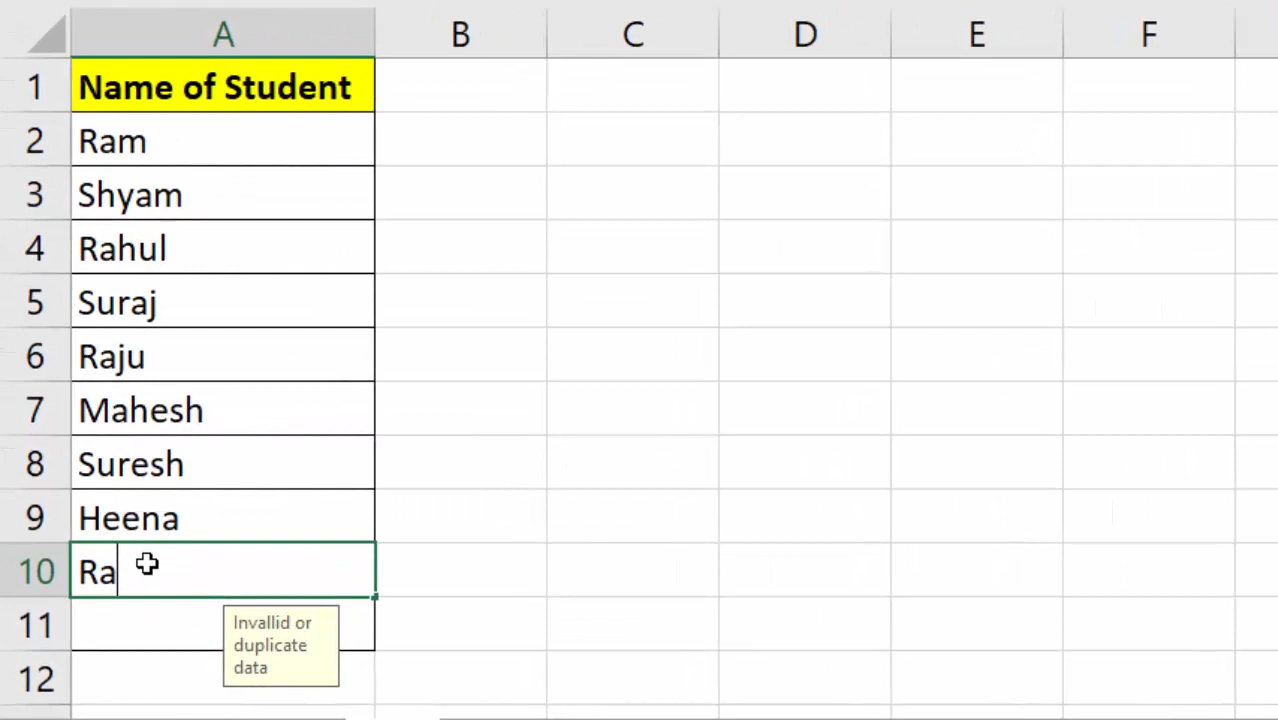 A B C D E F
1 Name of Student
2 Ram
3 Shyam
4 Rahul
5 Suraj
6 Raju
7 Mahesh
8 Suresh
9 Heena
10 Ra
11 Invallid or
duplicate
data
12